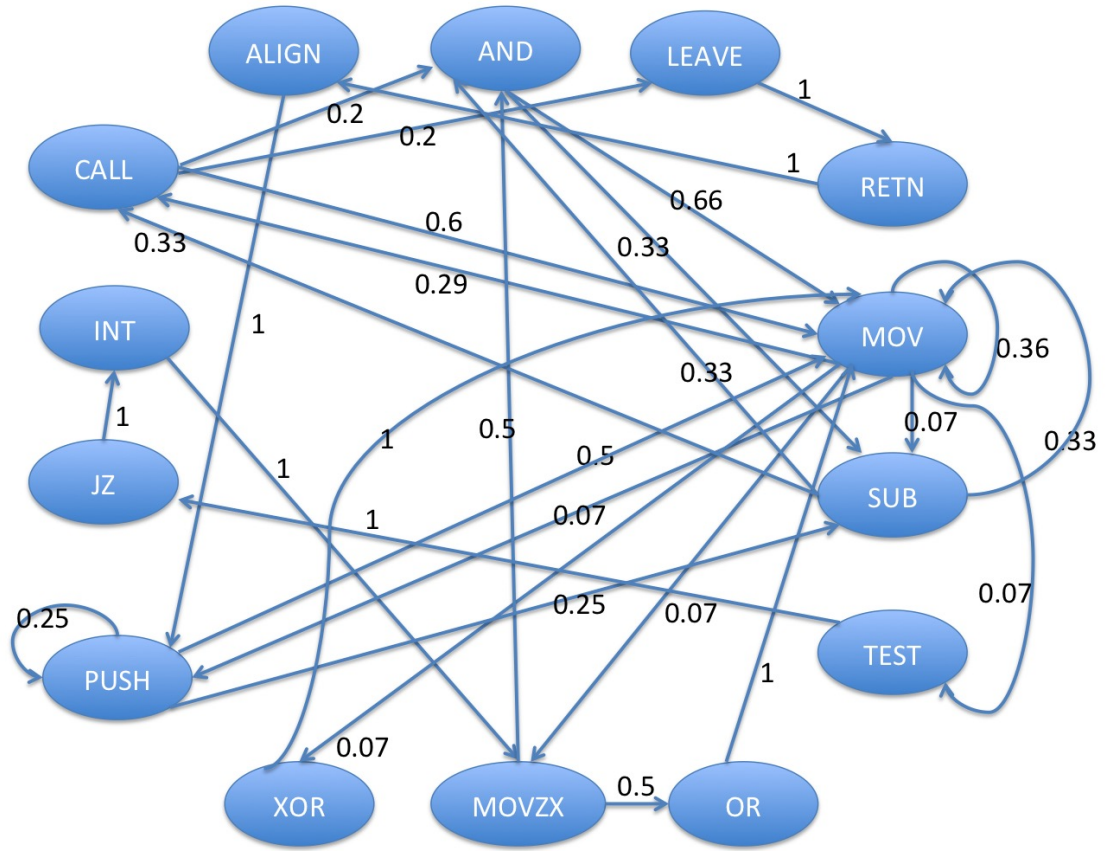 ALIGN
AND
LEAVE
1
0.2
0.2
CALL
1
RETN
0.66
0.6
0.33
0.33
0.29
INT
1
MOV
0.36
0.33
1
0.07
0.5
1
0.33
0.5
1
JZ
SUB
1
0.07
0.25
0.25
0.07
0.07
TEST
PUSH
1
0.07
0.5
XOR
MOVZX
OR